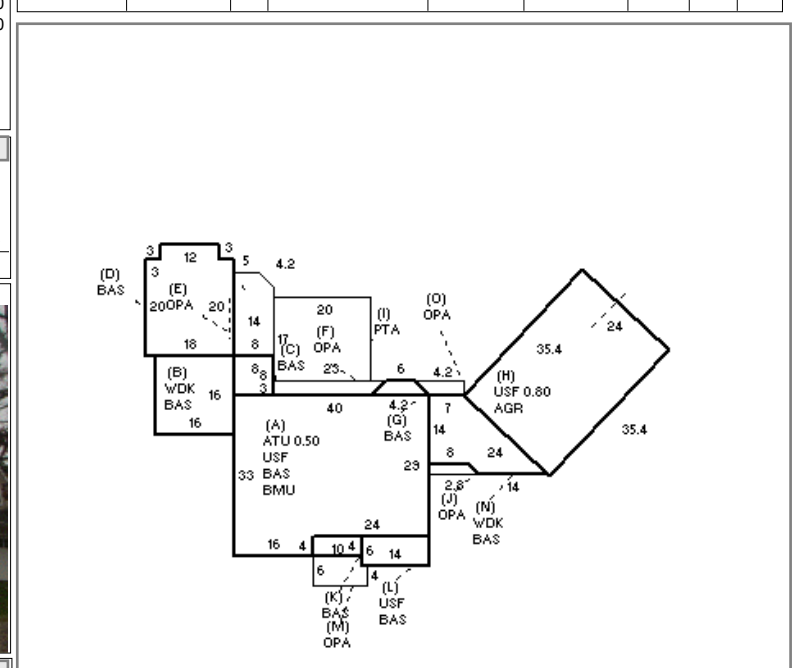 3
3
12
5
4.2
(D)
BAS
3
(E)
OPA
20
20
14
18
8
20
(F)
OPA
17
(C)
BAS
23
(I)
PTA
(O)
OPA
6
4.2
24
35.4
35.4
(H)
USF 0.80
AGR
(B)
WDK
BAS
16
16
8
8
3
40
4.2
(G)
BAS
7
14
8
24
(A)
ATU 0.50
USF
BAS
BMU
33
29
2.8
(J)
OPA
14
(N)
WDK
BAS
24
16
4
10
4
6
14
6
4
(K)
BAS
(M)
OPA
(L)
USF
BAS